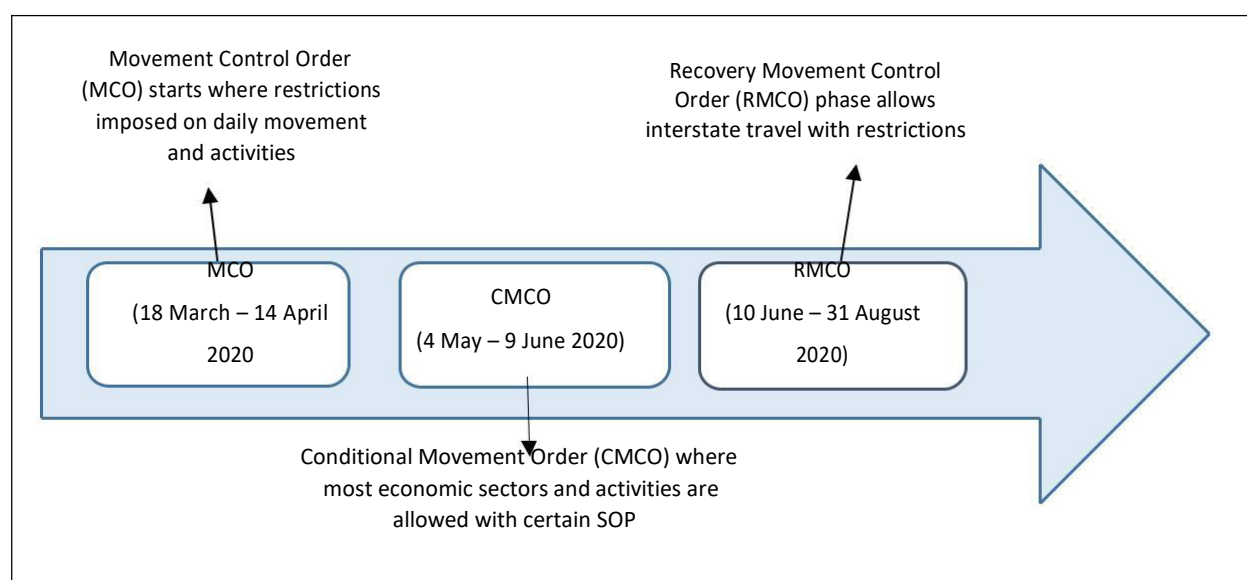 Movement Control Order
(MCO) starts where restrictions
imposed on daily movement
and activities
Recovery Movement Control
Order (RMCO) phase allows
interstate travel with restrictions
MCO
(18 March – 14 April
2020
CMCO
(4 May – 9 June 2020)
RMCO
(10 June – 31 August
2020)
Conditional Movement Order (CMCO) where
most economic sectors and activities are
allowed with certain SOP